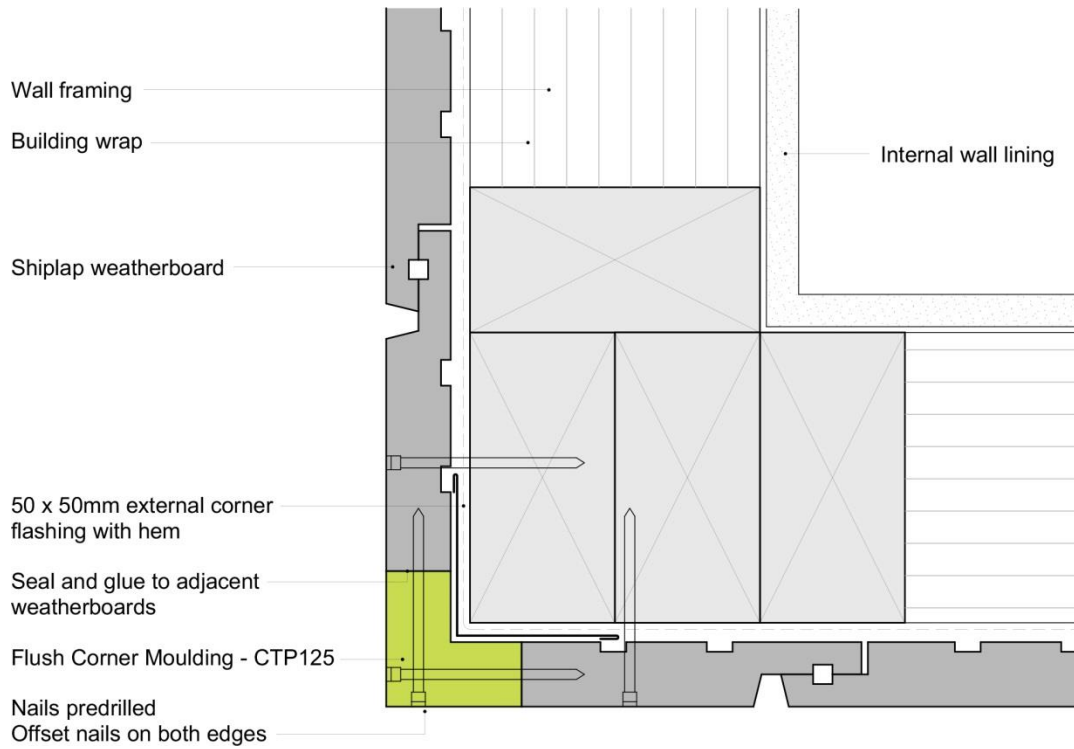 Wall framing
Building wrap
Internal wall lining
Shiplap weatherboard
50 x 50mm external corner
flashing with hem
Seal and glue to adjacent
weatherboards
Flush Corner Moulding - CTP125
Nails predrilled
Offset nails on both edges